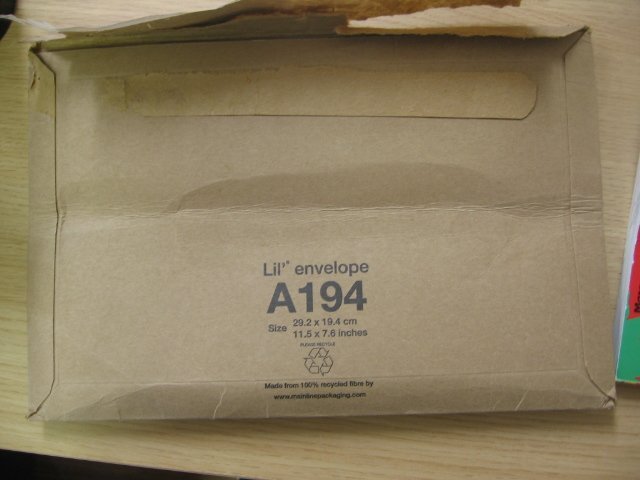 Lil'® envelope
A194
Size 29.2 x 19.4 cm
11.5 x 7.6 inches
PLEASE RECYCLE
Made from 100% recycled fibre by
www.mainlinepackaging.com